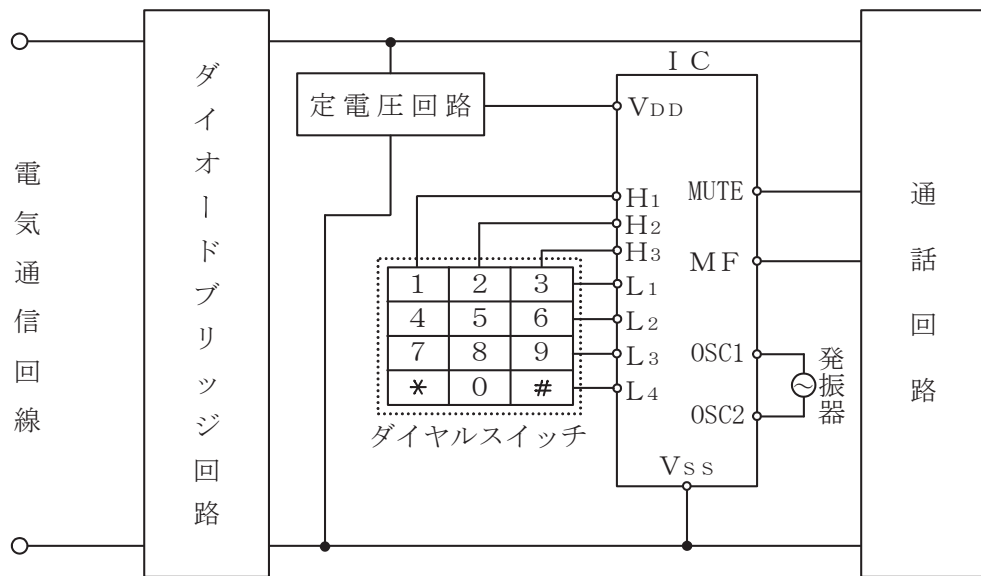 電気通信回線
ダイオードブリッジ回路
定電圧回路
IC
VDD
H1
H2
H3
L1
L2
L3
L4
MUTE
MF
OSC1
OSC2
Vss
1 2 3
4 5 6
7 8 9
* 0 #
ダイヤルスイッチ
発振器
通話回路